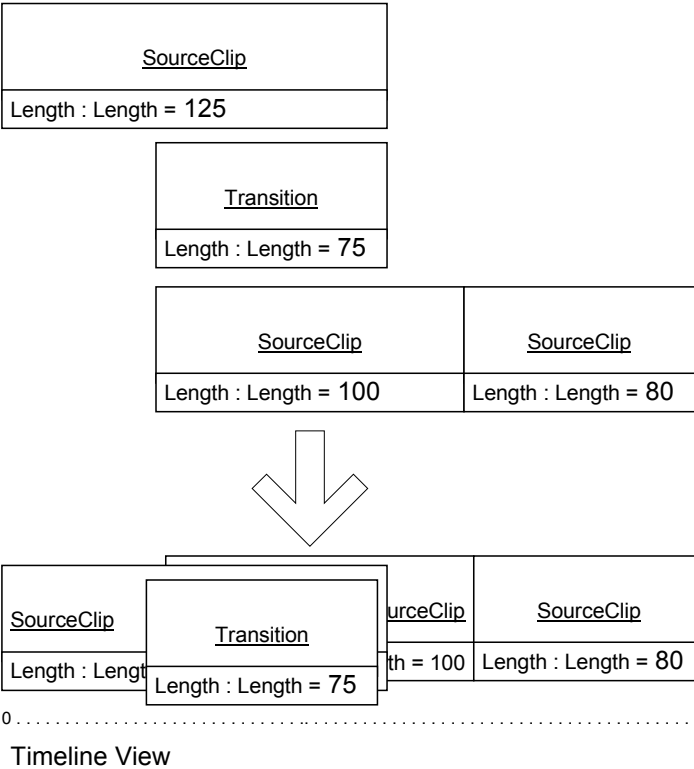 SourceClip
Length : Length = 125
Transition
Length : Length = 75
SourceClip SourceClip
Length : Length = 100 Length : Length = 80
SourceClip urceClip SourceClip
Transition
Length : Lengt th = 100 Length : Length = 80
Length : Length = 75
0 . . . . . . . . . . . . . . . . . . . . . . . . . . . . . .. . . . . . . . . . . . . . . . . . . . . . . . . . . . . . . . . . . . . . . .
Timeline View